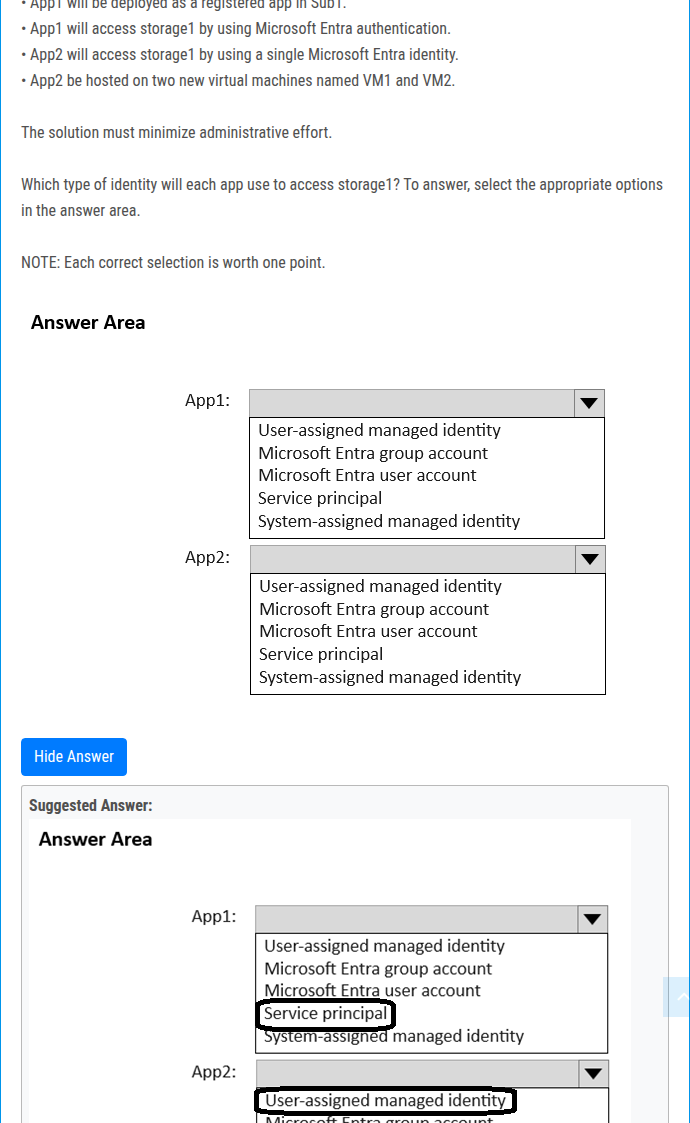 • App1 will be deployed as a registered app in Sub1.
• App1 will access storage1 by using Microsoft Entra authentication.
• App2 will access storage1 by using a single Microsoft Entra identity.
• App2 be hosted on two new virtual machines named VM1 and VM2.
The solution must minimize administrative effort.
Which type of identity will each app use to access storage1? To answer, select the appropriate options
in the answer area.
NOTE: Each correct selection is worth one point.
Answer Area
App1:
User-assigned managed identity
Microsoft Entra group account
Microsoft Entra user account
Service principal
System-assigned managed identity
App2:
User-assigned managed identity
Microsoft Entra group account
Microsoft Entra user account
Service principal
System-assigned managed identity
Hide Answer
Suggested Answer:
Answer Area
App1:
User-assigned managed identity
Microsoft Entra group account
Microsoft Entra user account
Service principal
System-assigned managed identity
App2:
User-assigned managed identity
Microsoft Entra group account